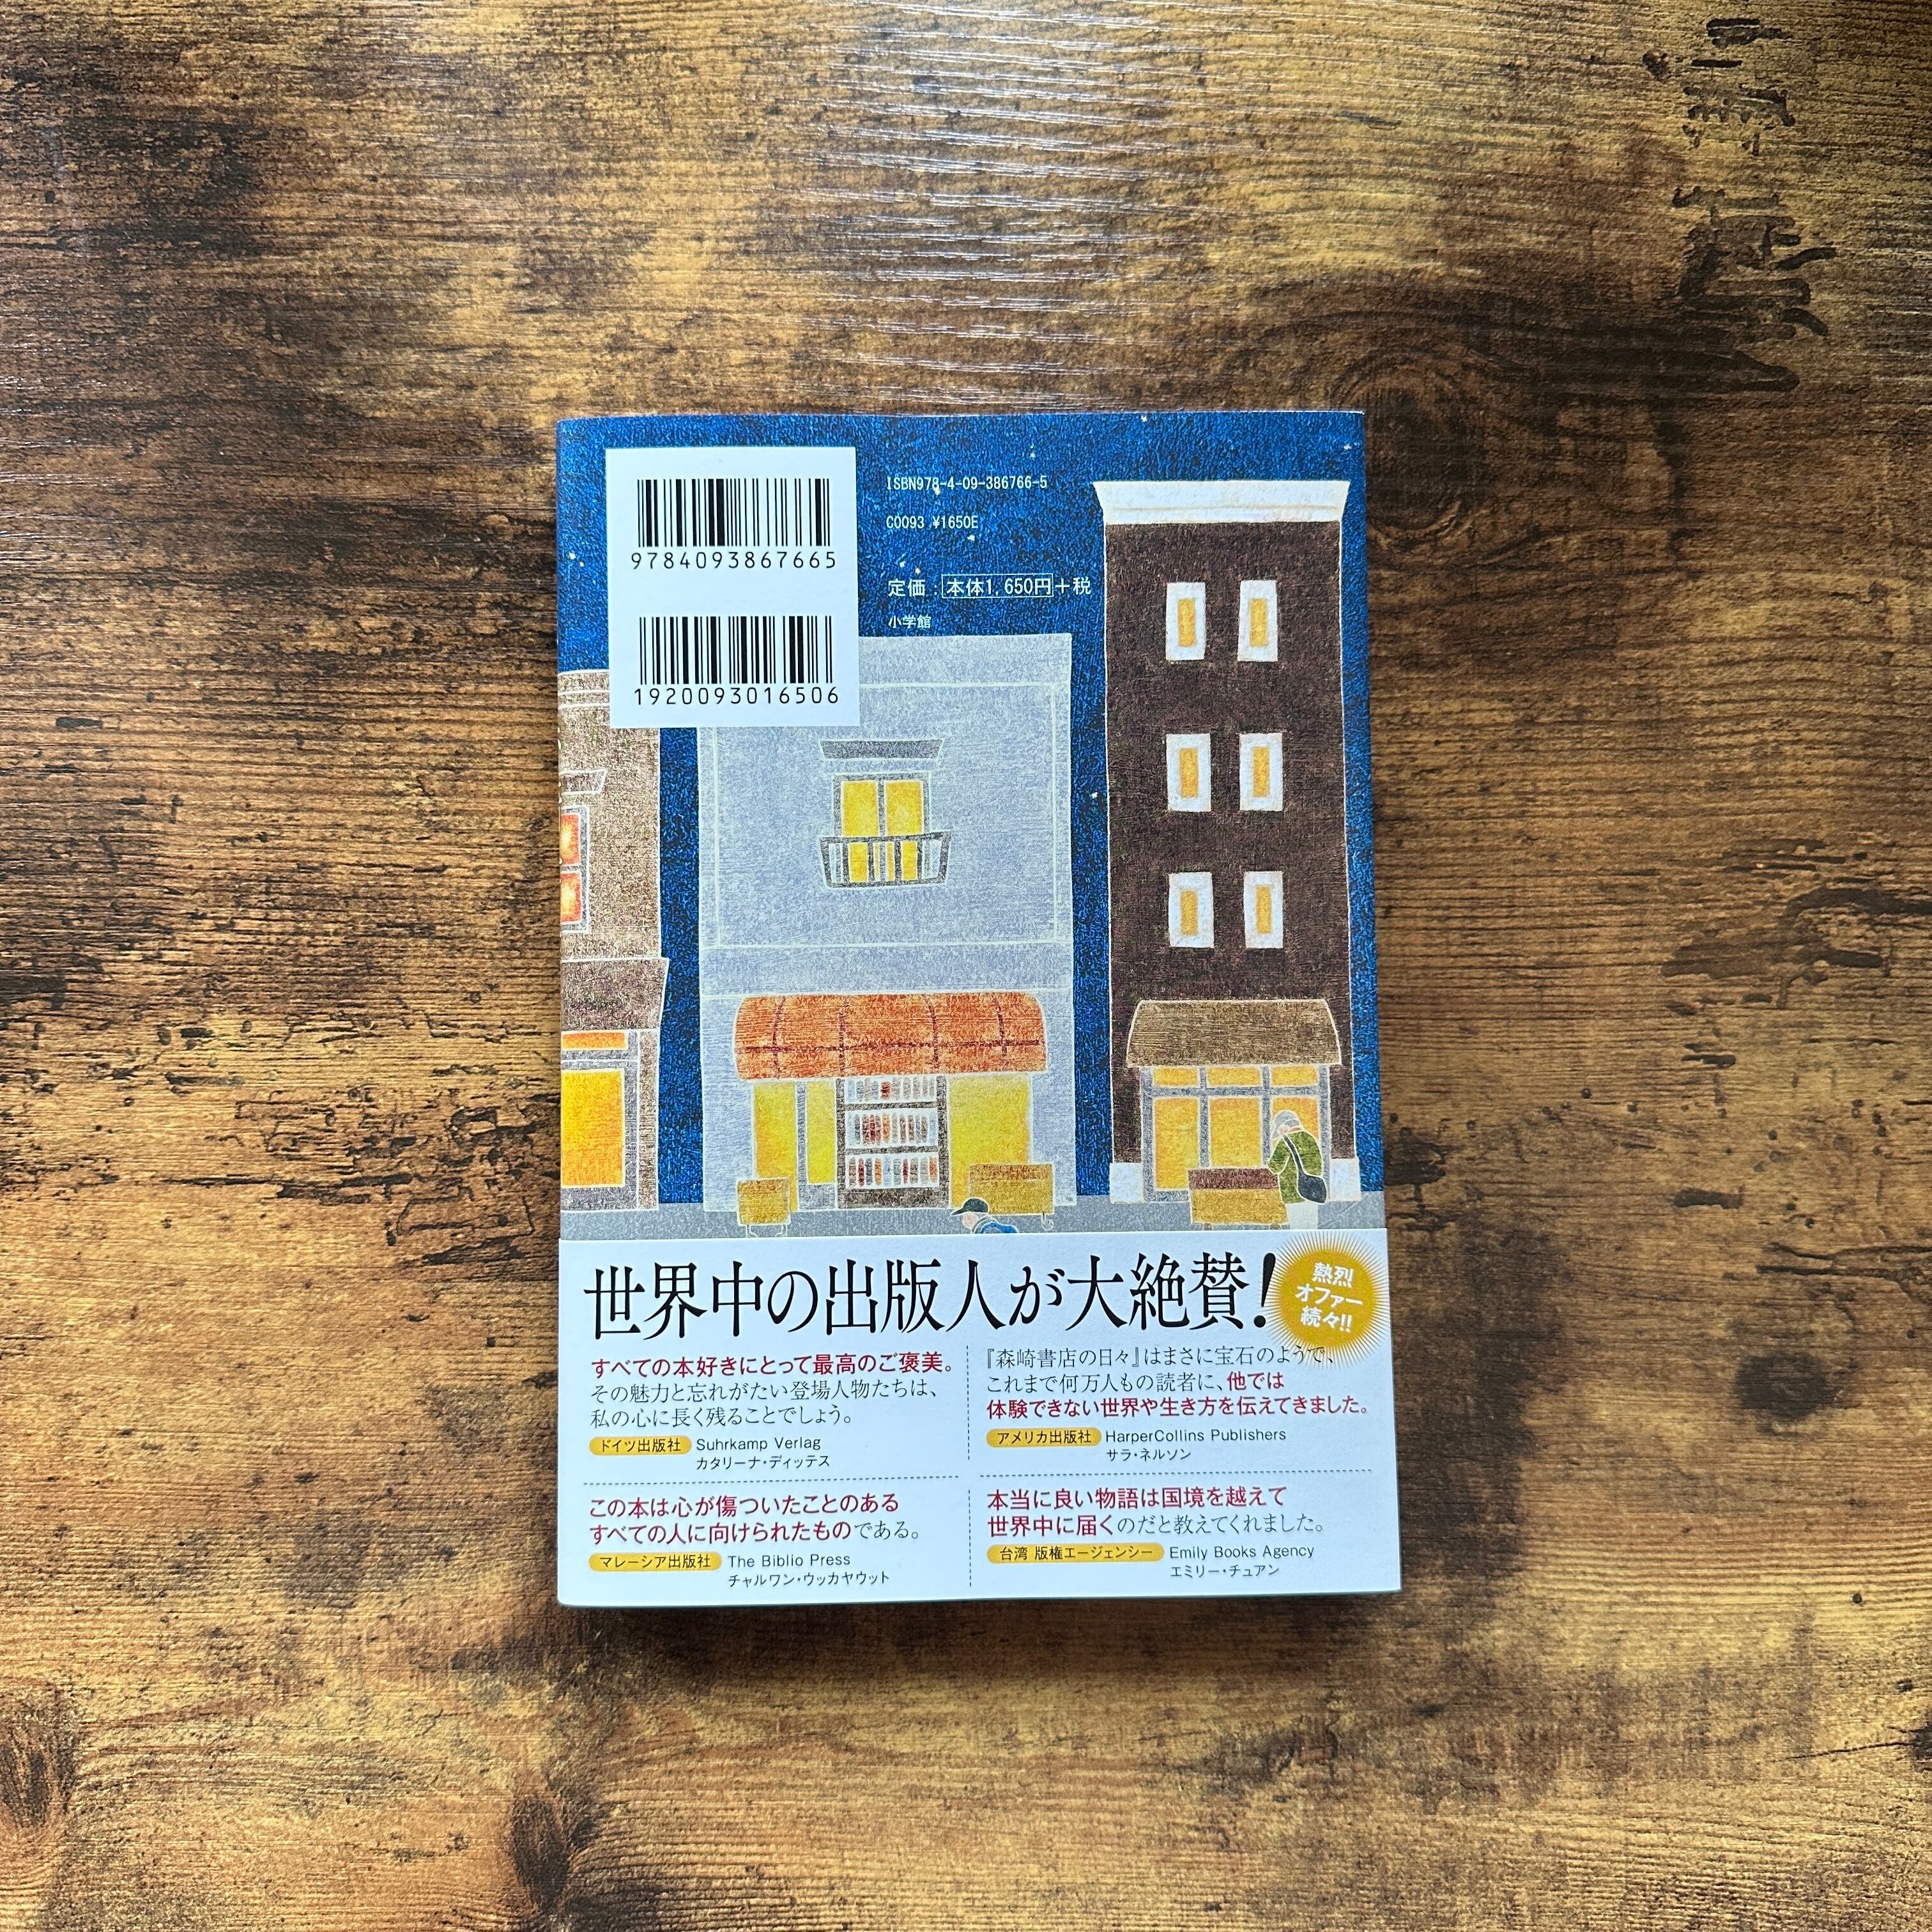 9784093867665
1920093016506
ISBN978-4-09-386766-5
C0093 ¥1650E
定価:本体1,650円+税
小学館
世界中の出版人が大絶賛!
熱烈
オファー
続々!!
すべての本好きにとって最高のご褒美。
その魅力と忘れがたい登場人物たちは、
私の心に長く残ることでしょう。
ドイツ出版社 Suhrkamp Verlag
カタリーナ・ディッテス
『森崎書店の日々』はまさに宝石のようで、
これまで何万人もの読者に、他では
体験できない世界や生き方を伝えてきました。
アメリカ出版社 HarperCollins Publishers
サラ・ネルソン
この本は心が傷ついたことのある
すべての人に向けられたものである。
マレーシア出版社 The Biblio Press
チャルワン・ウッカヤウット
本当に良い物語は国境を越えて
世界中に届くのだと教えてくれました。
台湾 版権エージェンシー Emily Books Agency
エミリー・チュアン